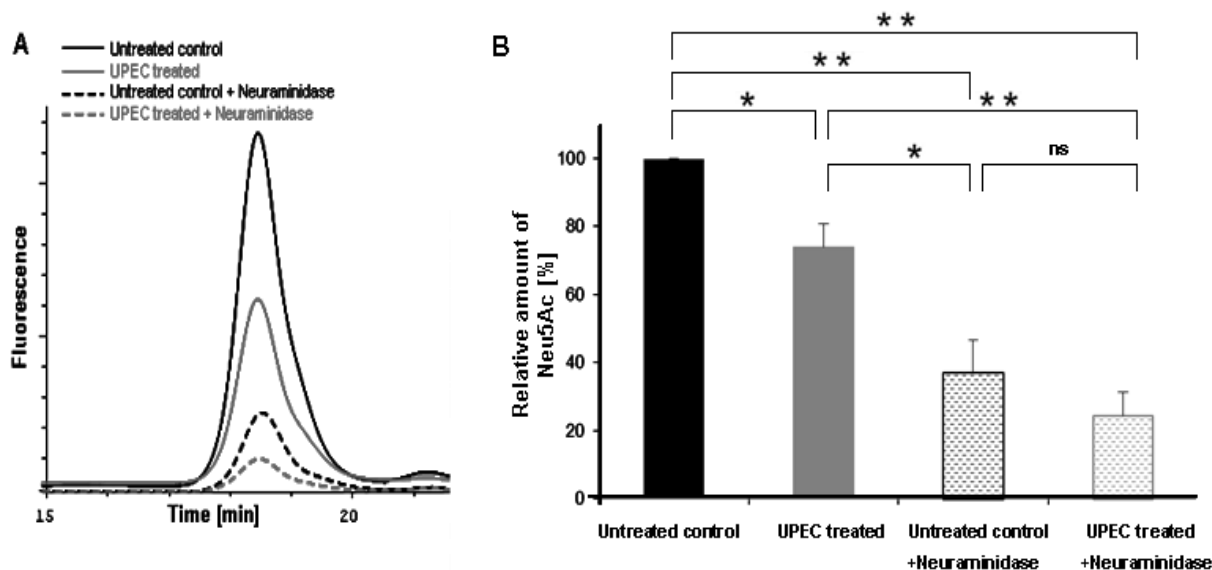 A
Untreated control
UPEC treated
Untreated control + Neuraminidase
UPEC treated + Neuraminidase
Fluorescence
15
Time [min]
20
B
* *
* *
*
* *
*
ns
Relative amount of
Neu5Ac [%]
100
80
60
40
20
0
Untreated control
UPEC treated
Untreated control
+Neuraminidase
UPEC treated
+Neuraminidase